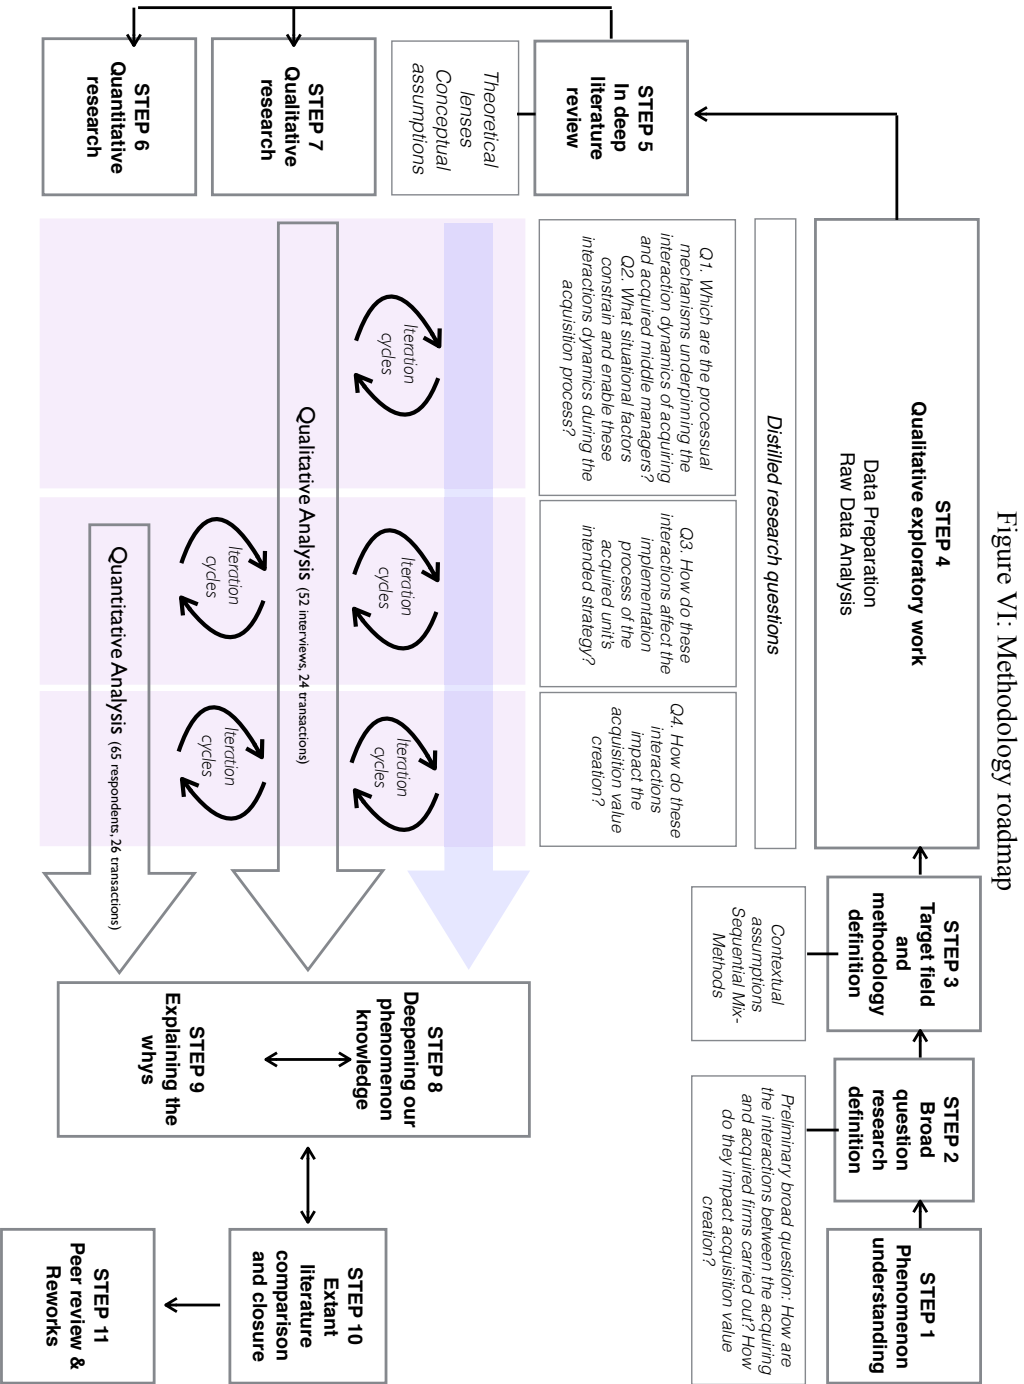 Figure VI: Methodology roadmap
STEP 1
Phenomenon
understanding
STEP 2
Broad
question
research
definition
Preliminary broad question: How are
the interactions between the acquiring
and acquired firms carried out? How
do they impact acquisition value
creation?
STEP 3
Target field
and
methodology
definition
Contextual
assumptions
Sequential Mix-
Methods
STEP 4
Qualitative exploratory work
Data Preparation
Raw Data Analysis
Distilled research questions
Q1. Which are the processual
mechanisms underpinning the
interaction dynamics of acquiring
and acquired middle managers?
Q2. What situational factors
constrain and enable these
interactions dynamics during the
acquisition process?
Q3. How do these
interactions affect the
implementation
process of the
acquired unit's
intended strategy?
Q4. How do these
interactions
impact the
acquisition value
creation?
STEP 5
In deep
literature
review
Theoretical
lenses
Conceptual
assumptions
STEP 7
Qualitative
research
STEP 6
Quantitative
research
Iteration
cycles
Iteration
cycles
Iteration
cycles
Qualitative Analysis (52 interviews, 24 transactions)
Iteration
cycles
Iteration
cycles
Quantitative Analysis (65 respondents, 26 transactions)
STEP 8
Deepening our
phenomenon
knowledge
STEP 9
Explaining the
whys
STEP 10
Extant
literature
comparison
and closure
STEP 11
Peer review &
Reworks